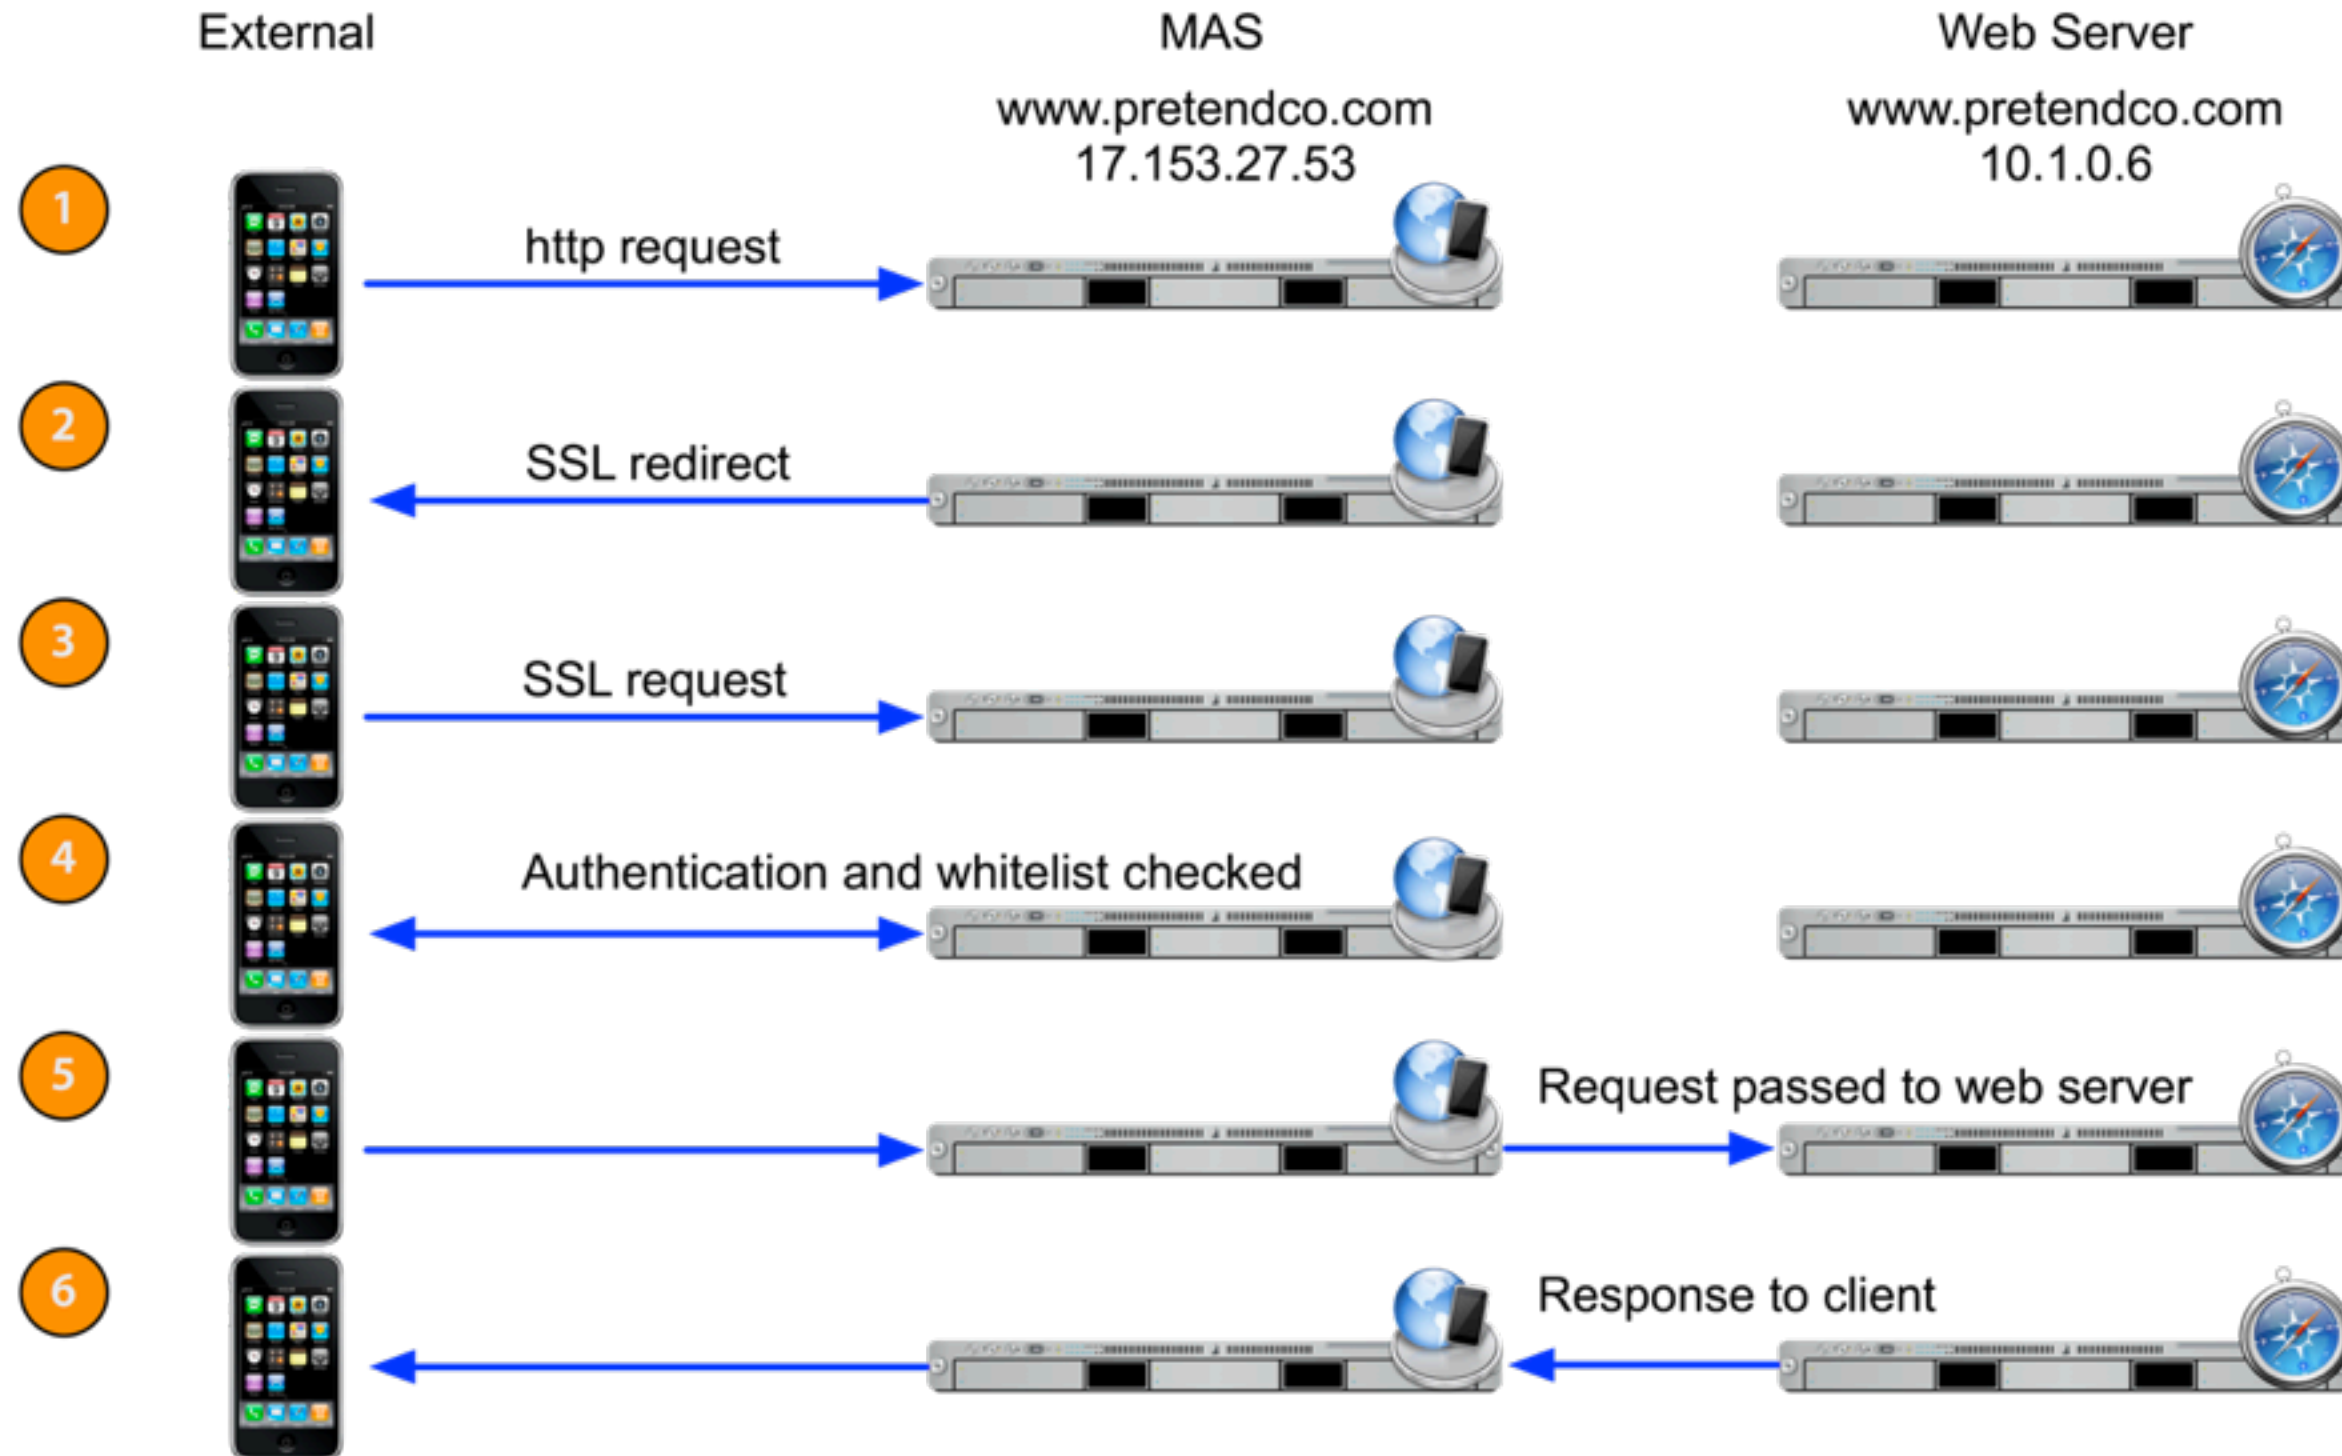 External
MAS
Web Server
www.pretendco.com
17.153.27.53
www.pretendco.com
10.1.0.6
1
http request
2
SSL redirect
3
SSL request
4
Authentication and whitelist checked
5
Request passed to web server
6
Response to client